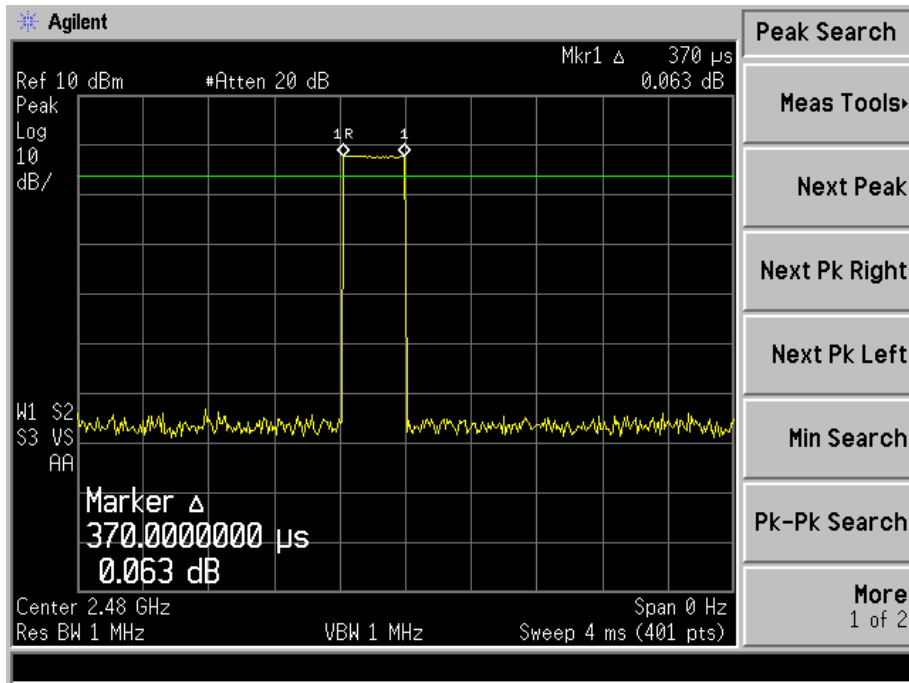 Agilent
Peak Search
Mkr1 Δ 370 µs
Ref 10 dBm #Atten 20 dB 0.063 dB
Peak
Log
10
dB/
1R 1
W1 S2
S3 VS
AA
Marker Δ
370.0000000 µs
0.063 dB
Center 2.48 GHz Span 0 Hz
Res BW 1 MHz VBW 1 MHz Sweep 4 ms (401 pts)
Meas Tools▸
Next Peak
Next Pk Right
Next Pk Left
Min Search
Pk-Pk Search
More
1 of 2